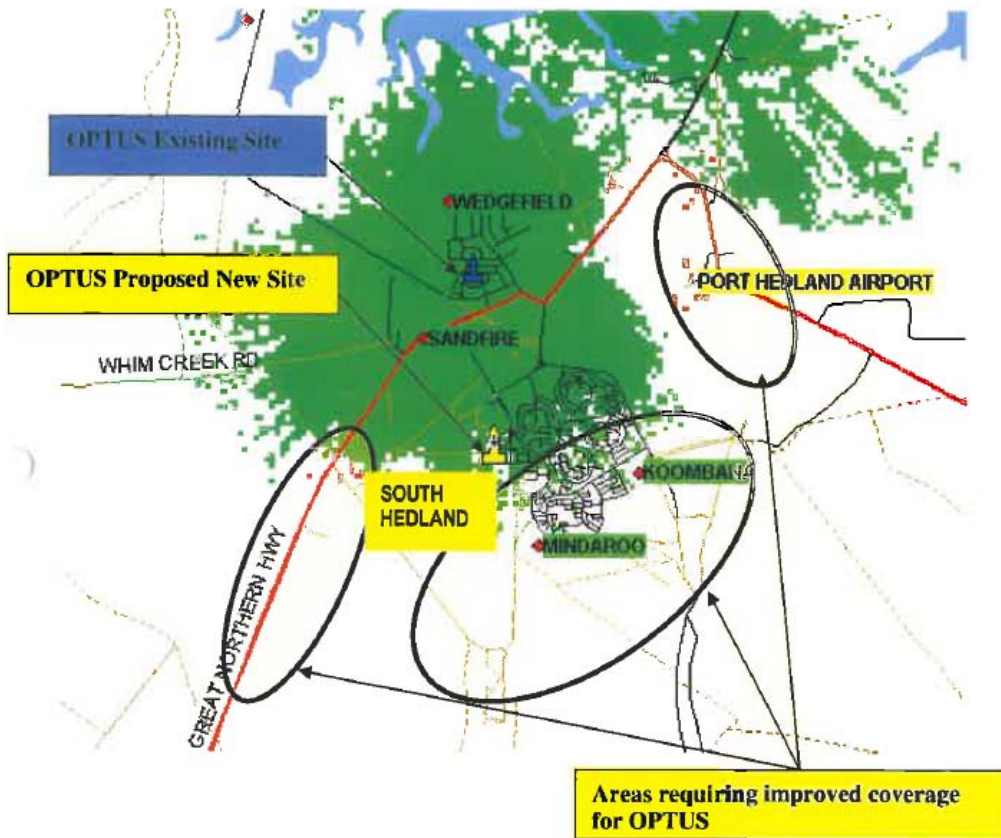 OPTUS Existing Site
WEDGEFIELD
OPTUS Proposed New Site
PORT HEDLAND AIRPORT
SANDFIRE
WHIM CREEK RD
SOUTH
HEDLAND
KOOMBANA
MINDAROO
GREAT NORTHERN HWY
Areas requiring improved coverage
for OPTUS